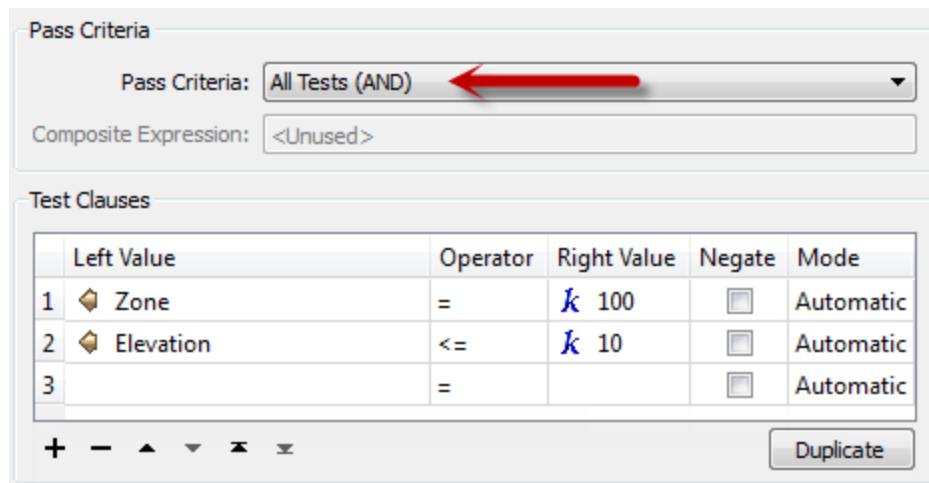 Pass Criteria
Pass Criteria: All Tests (AND)
Composite Expression: <Unused>
Test Clauses
Left Value Operator Right Value Negate Mode
1 Zone = k 100 Automatic
2 Elevation <= k 10 Automatic
3 = Automatic
Duplicate